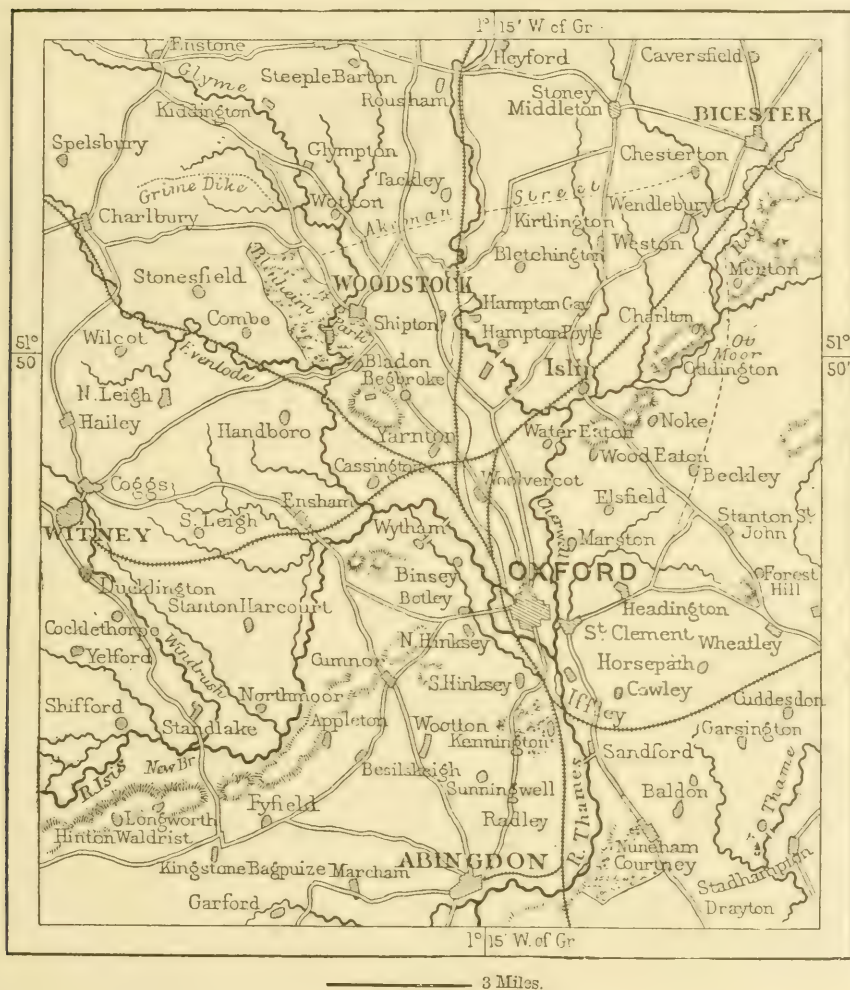 1° 15' W of Gr.
Enstone
Heyford
Caversfield
Glyme
Steeple Barton
Rousham
Stoney
Middleton
BICESTER
Kiddington
Spelsbury
Glympton
Chesterton
Grime Dike
Tackley
Wotton
Akeman Street
Kirtlington
Wendlebury
Charlbury
Weston
Ray
Bletchington
Blenheim
Park
Stonesfield
WOODSTOCK
Merton
Hampton Gay
Combe
Shipton
Hampton Poyle
Charlton
51°
50'
Wilcot
Evenlode
Bladon
Islip
Ot
Moor
Oddington
51°
50'
Begbroke
N. Leigh
Hailey
Handboro
Yarnton
Water Eaton
Noke
Wood Eaton
Cassington
Woolvercot
Beckley
Coggs
Ensham
Elsfield
WITNEY
S. Leigh
Wytham
Cherwell
Marston
Stanton St.
John
Binsey
OXFORD
Forest
Hill
Ducklington
Stanton Harcourt
Botley
Headington
Cocklethorpe
N. Hinksey
St. Clement
Wheatley
Yelford
Windrush
Cumnor
Horsepath
S. Hinksey
Cowley
Cuddesdon
Shifford
Northmoor
Iffley
Standlake
Appleton
Wootton
Kennington
Garsington
R. Isis
New Br
Besilsleigh
Sandford
Sunningwell
Baldon
Thame
Longworth
Fyfield
Radley
R. Thames
Hinton Waldrist
Nuneham
Courtney
ABINGDON
Kingstone Bagpuize
Marcham
Stadhampton
Garford
Drayton
1° 15' W. of Gr
3 Miles.